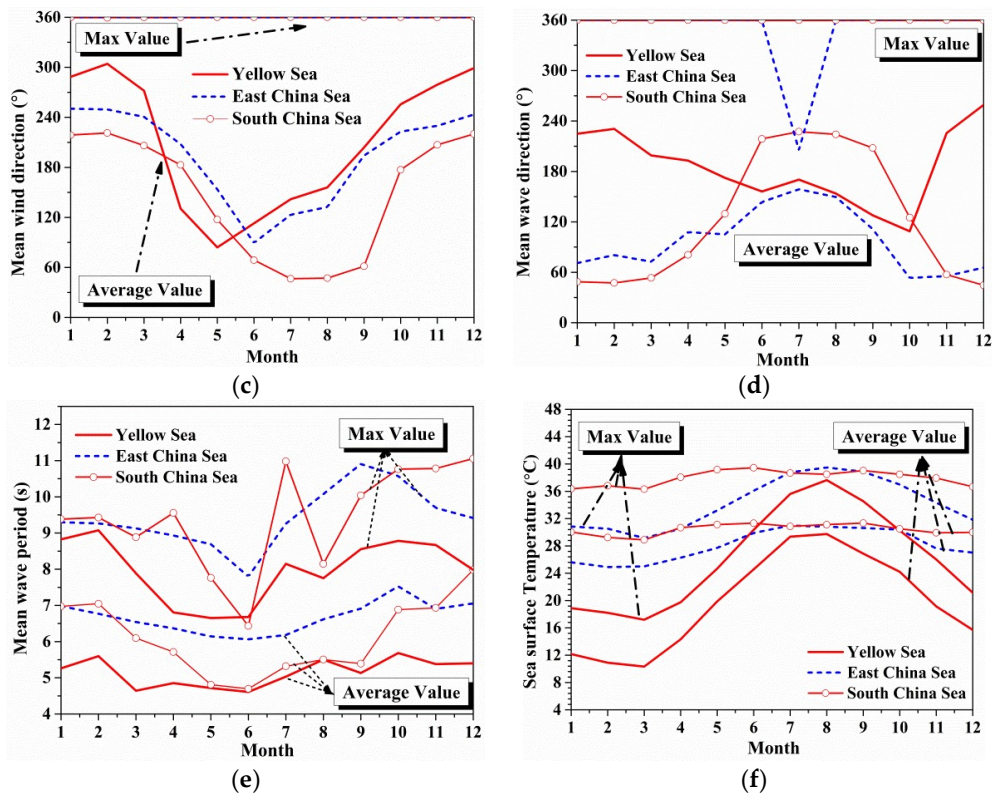 360
300
240
180
120
60
0
Mean wind direction (°)
Max Value
Yellow Sea
East China Sea
South China Sea
Average Value
1 2 3 4 5 6 7 8 9 10 11 12
Month
(c)
360
300
240
180
120
60
0
Mean wave direction (°)
Max Value
Yellow Sea
East China Sea
South China Sea
Average Value
1 2 3 4 5 6 7 8 9 10 11 12
Month
(d)
12
11
10
9
8
7
6
5
4
Mean wave period (s)
Yellow Sea
East China Sea
South China Sea
Max Value
Average Value
1 2 3 4 5 6 7 8 9 10 11 12
Month
(e)
48
44
40
36
32
28
24
20
16
12
8
4
Sea surface Temperature (°C)
Max Value
Average Value
Yellow Sea
East China Sea
South China Sea
1 2 3 4 5 6 7 8 9 10 11 12
Month
(f)